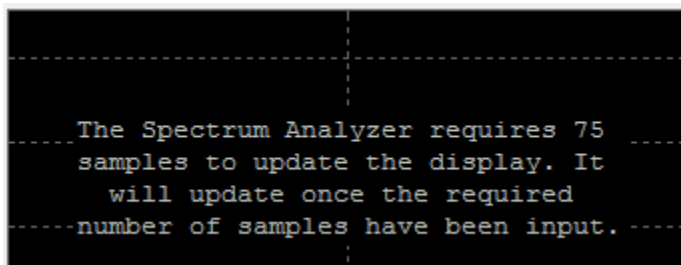 The Spectrum Analyzer requires 75
samples to update the display. It
will update once the required
number of samples have been input.